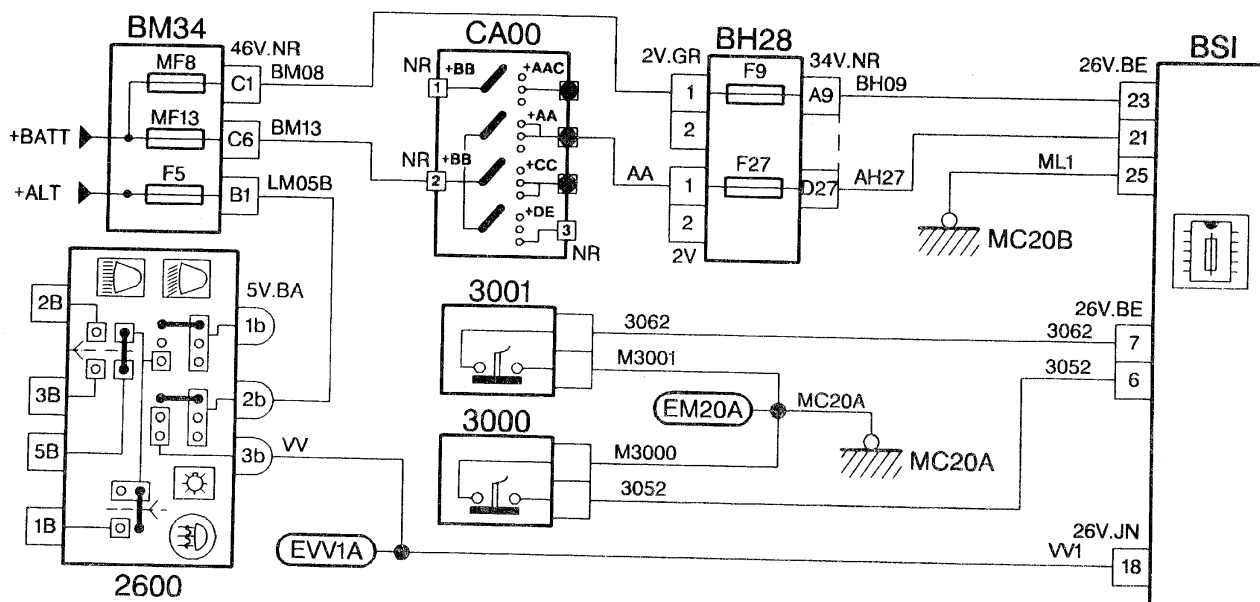 BM34
46V.NR
MF8
C1
BM08
+BATT
MF13
C6
BM13
+ALT
F5
B1
LM05B
CA00
NR
+BB
1
+AAC
+AA
NR
+BB
2
+CC
+DE
3
NR
AA
BH28
2V.GR
34V.NR
1
F9
A9
BH09
2
1
F27
D27
AH27
2
2V
BSI
26V.BE
23
21
ML1
25
MC20B
5V.BA
2B
1b
3B
2b
5B
3b
VV
1B
2600
3001
3062
M3001
3062
26V.BE
7
3052
6
EM20A
MC20A
MC20A
3000
M3000
3052
EVV1A
26V.JN
VV1
18